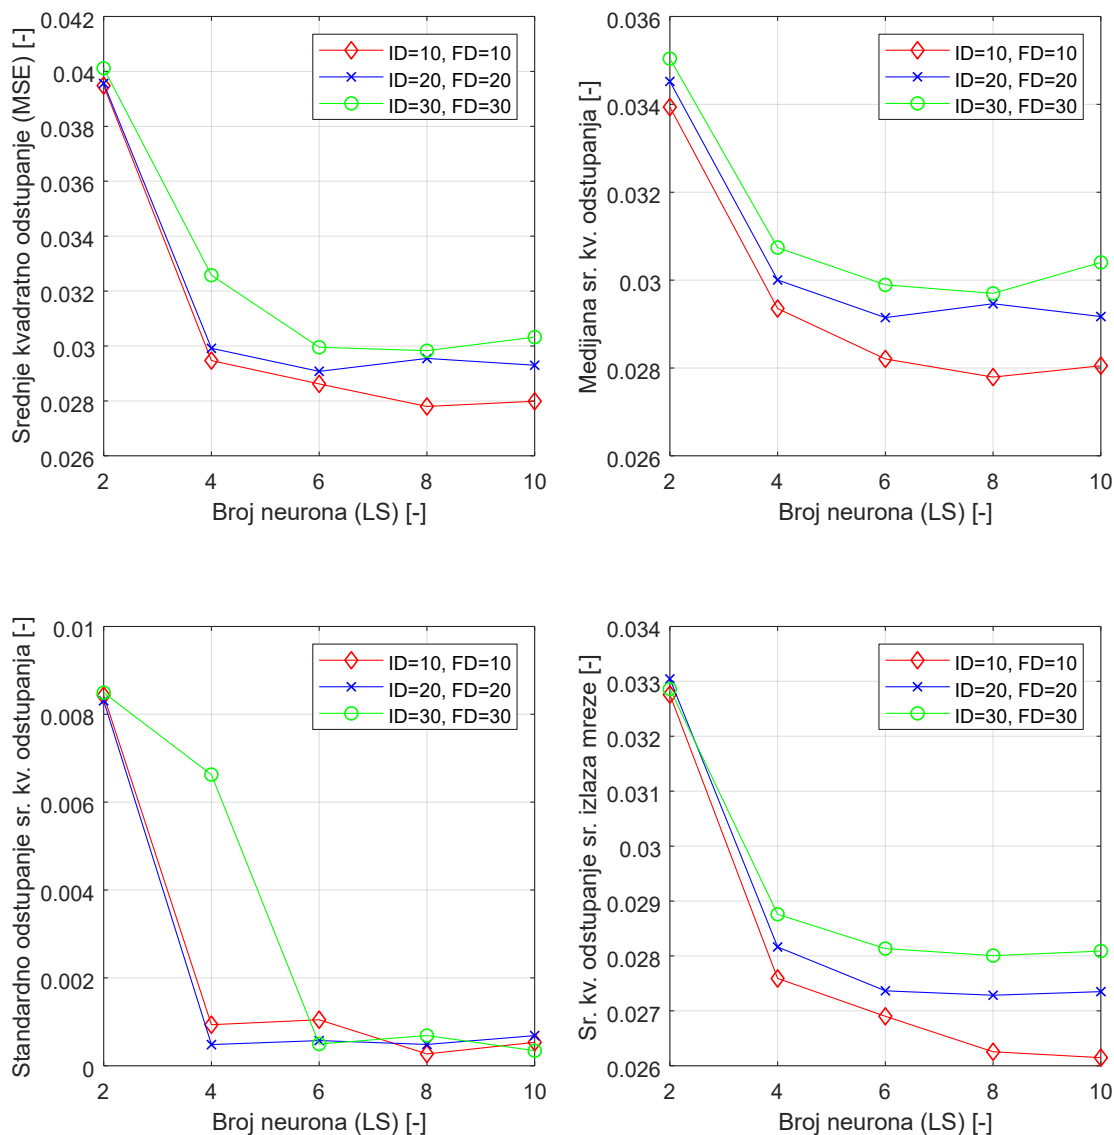 Srednje kvadratno odstupanje (MSE) [-]
0.042
0.04
0.038
0.036
0.034
0.032
0.03
0.028
0.026
2 4 6 8 10
Broj neurona (LS) [-]
ID=10, FD=10
ID=20, FD=20
ID=30, FD=30
Medijana sr. kv. odstupanja [-]
0.036
0.034
0.032
0.03
0.028
0.026
2 4 6 8 10
Broj neurona (LS) [-]
ID=10, FD=10
ID=20, FD=20
ID=30, FD=30
Standardno odstupanje sr. kv. odstupanja [-]
0.01
0.008
0.006
0.004
0.002
0
2 4 6 8 10
Broj neurona (LS) [-]
ID=10, FD=10
ID=20, FD=20
ID=30, FD=30
Sr. kv. odstupanje sr. izlaza mreze [-]
0.034
0.033
0.032
0.031
0.03
0.029
0.028
0.027
0.026
2 4 6 8 10
Broj neurona (LS) [-]
ID=10, FD=10
ID=20, FD=20
ID=30, FD=30